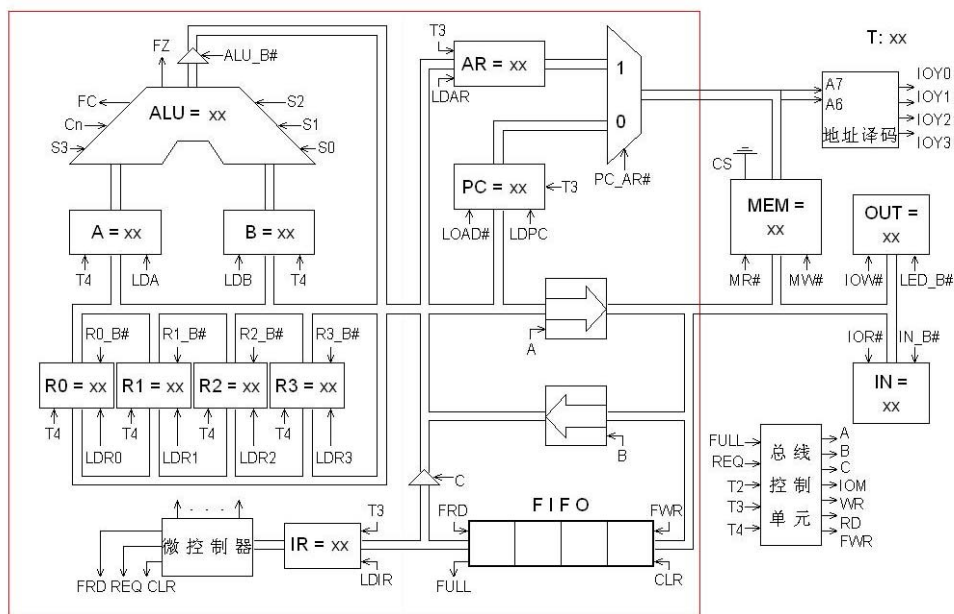 FZ
ALU_B#
FC
Cn
S3
ALU = xx
S2
S1
S0
A = xx
B = xx
T4
LDA
LDB
T4
R0_B#
R1_B#
R2_B#
R3_B#
R0 = xx
R1 = xx
R2 = xx
R3 = xx
T4
T4
T4
T4
LDR0
LDR1
LDR2
LDR3
. . .
微控制器
IR = xx
T3
LDIR
FRD
REQ
CLR
T3
AR = xx
LDAR
1
0
PC_AR#
PC = xx
T3
LOAD#
LDPC
A
B
C
FIFO
FRD
FWR
FULL
CLR
T: xx
A7
A6
地址译码
IOY0
IOY1
IOY2
IOY3
CS
MEM =
xx
MR#
MW#
OUT =
xx
IOW#
LED_B#
IOR#
IN_B#
IN =
xx
FULL
REQ
T2
T3
T4
总线
控制
单元
A
B
C
IOM
WR
RD
FWR